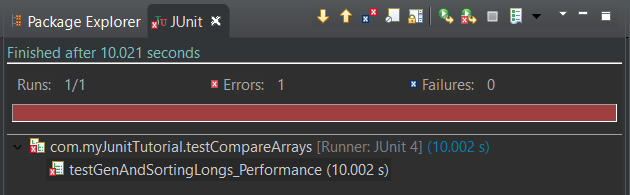 Package Explorer JUnit
Finished after 10.021 seconds
Runs: 1/1 Errors: 1 Failures: 0
com.myJunitTutorial.testCompareArrays [Runner: JUnit 4] (10.002 s)
testGenAndSortingLongs_Performance (10.002 s)